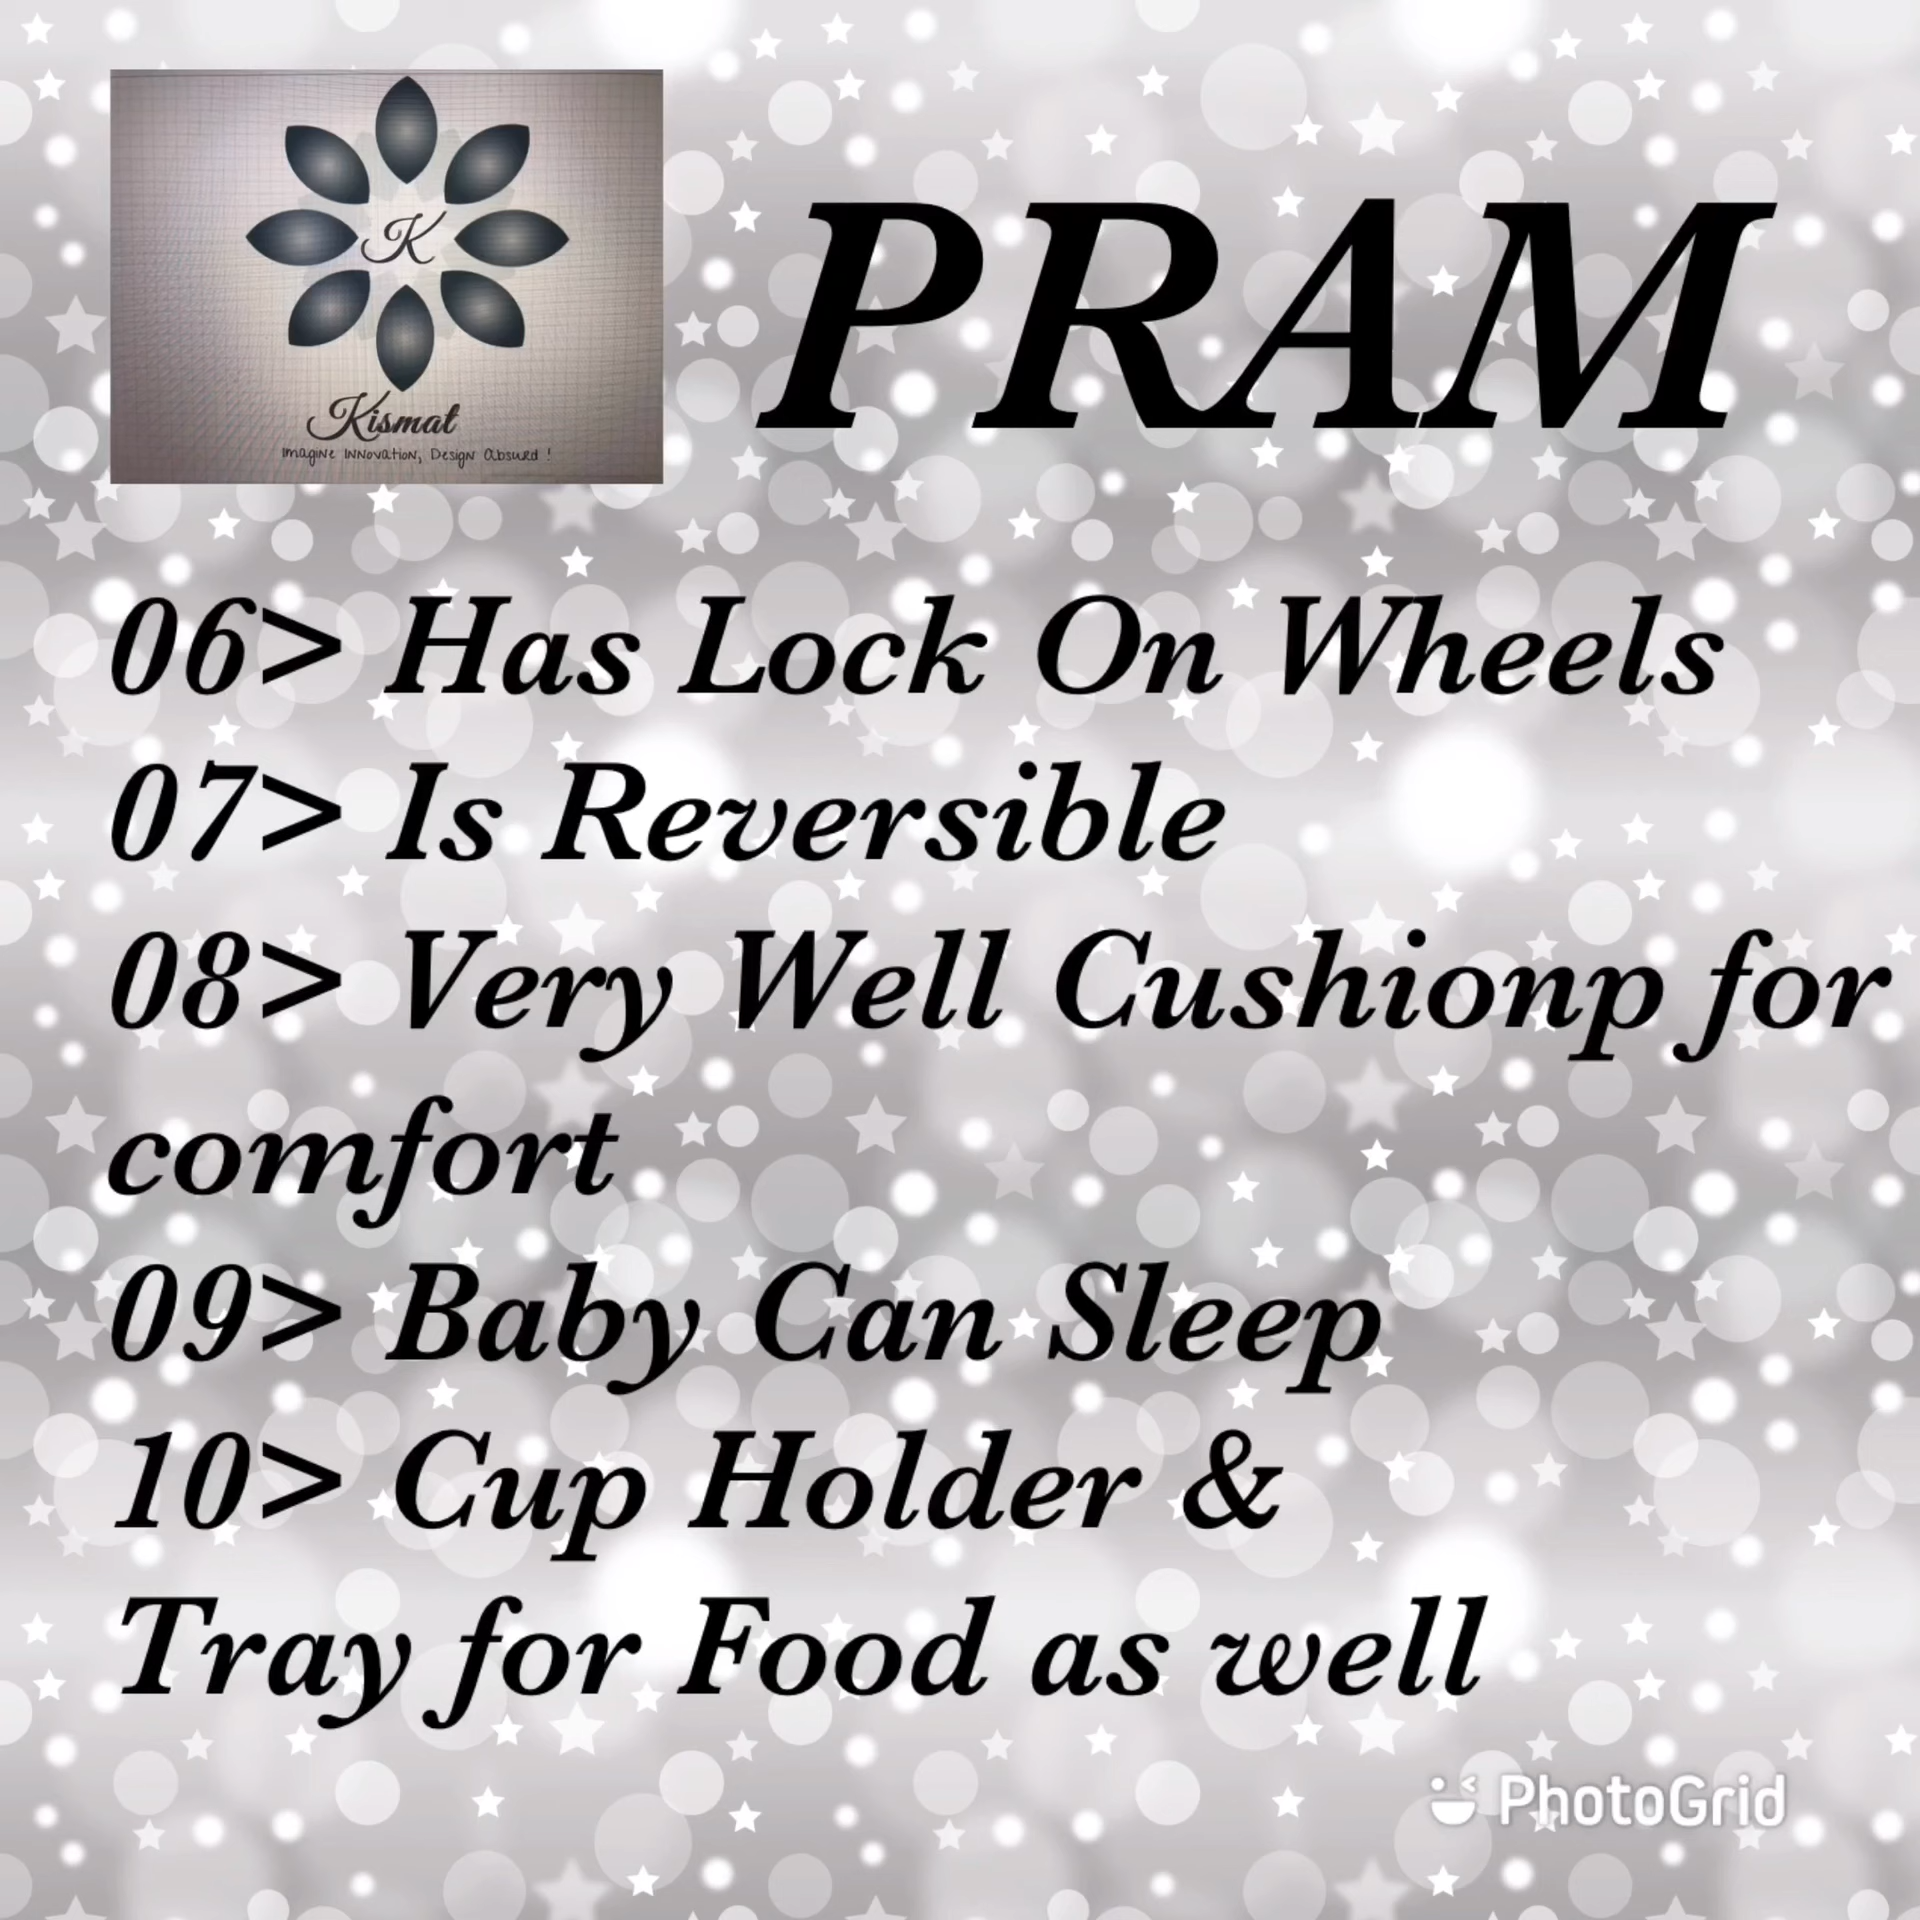 K
Kismat
Imagine Innovation, Design Absurd !
PRAM
06> Has Lock On Wheels
07> Is Reversible
08> Very Well Cushionp for
comfort
09> Baby Can Sleep
10> Cup Holder &
Tray for Food as well
PhotoGrid